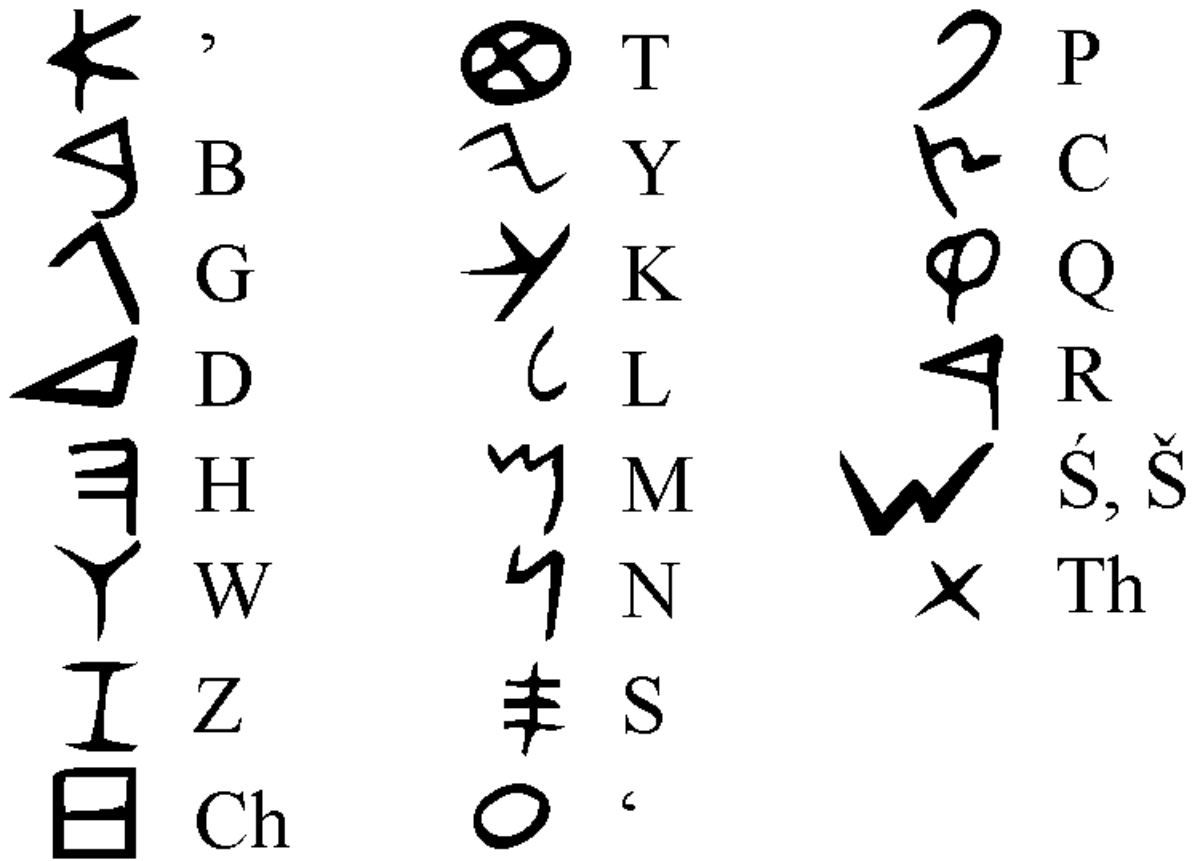 𐤀 ʼ 𐤈 T 𐤐 P
𐤁 B 𐤉 Y 𐤑 C
𐤂 G 𐤊 K 𐤒 Q
𐤃 D 𐤋 L 𐤓 R
𐤄 H 𐤌 M 𐤔 Ś, Š
𐤅 W 𐤍 N 𐤕 Th
𐤆 Z 𐤎 S
𐤇 Ch 𐤏 ʻ